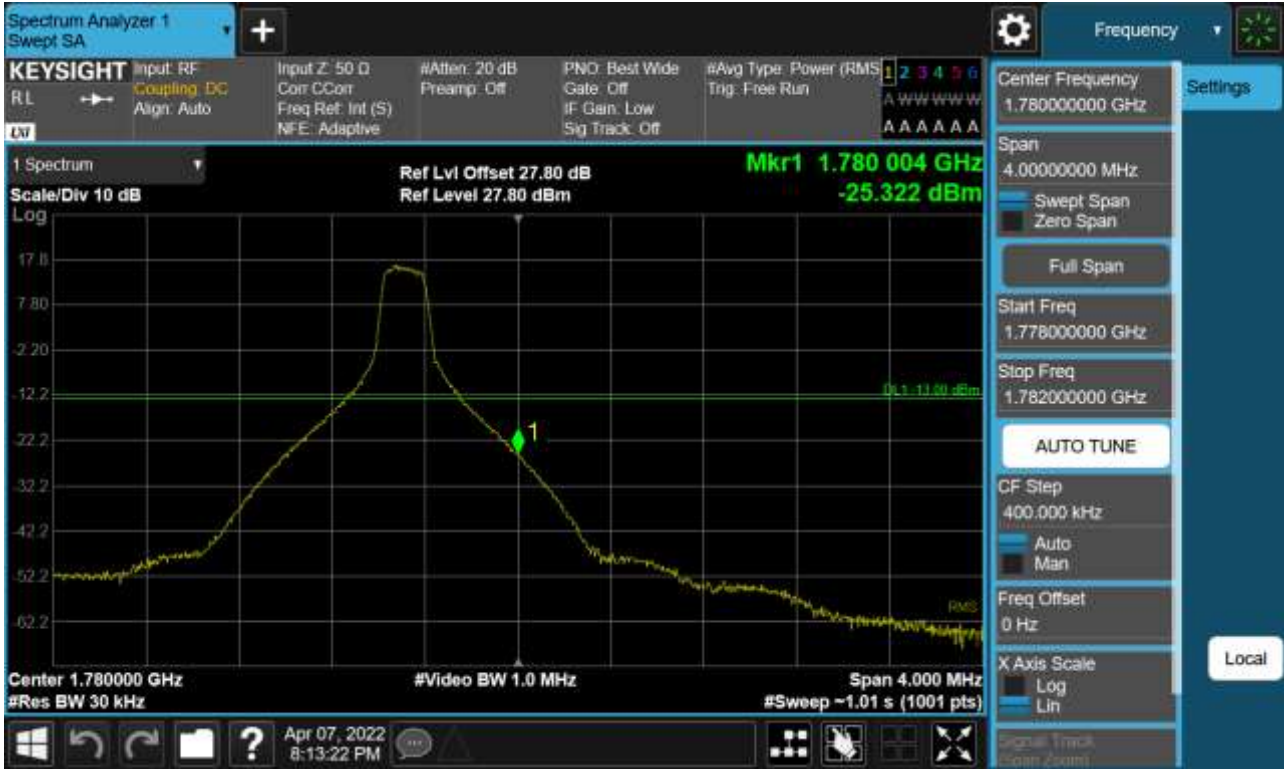 Spectrum Analyzer 1
Swept SA
+
Frequency
KEYSIGHT
RL
LXI
Input: RF
Coupling: DC
Align: Auto
Input Z: 50 Ω
Corr CCorr
Freq Ref: Int (S)
NFE: Adaptive
#Atten: 20 dB
Preamp: Off
PNO: Best Wide
Gate: Off
IF Gain: Low
Sig Track: Off
#Avg Type: Power (RMS
Trig: Free Run
1 2 3 4 5 6
A W W W W W
A A A A A A
1 Spectrum
Scale/Div 10 dB
Log
Ref Lvl Offset 27.80 dB
Ref Level 27.80 dBm
Mkr1 1.780 004 GHz
-25.322 dBm
17.8
7.80
-2.20
-12.2
-22.2
-32.2
-42.2
-52.2
-62.2
DL1 -13.00 dBm
1
RMS
Center 1.780000 GHz
#Video BW 1.0 MHz
Span 4.000 MHz
#Res BW 30 kHz
#Sweep ~1.01 s (1001 pts)
Center Frequency
1.780000000 GHz
Span
4.00000000 MHz
Swept Span
Zero Span
Full Span
Start Freq
1.778000000 GHz
Stop Freq
1.782000000 GHz
AUTO TUNE
CF Step
400.000 kHz
Auto
Man
Freq Offset
0 Hz
X Axis Scale
Log
Lin
Signal Track
(Span Zoom)
Settings
Local
?
Apr 07, 2022
8:13:22 PM